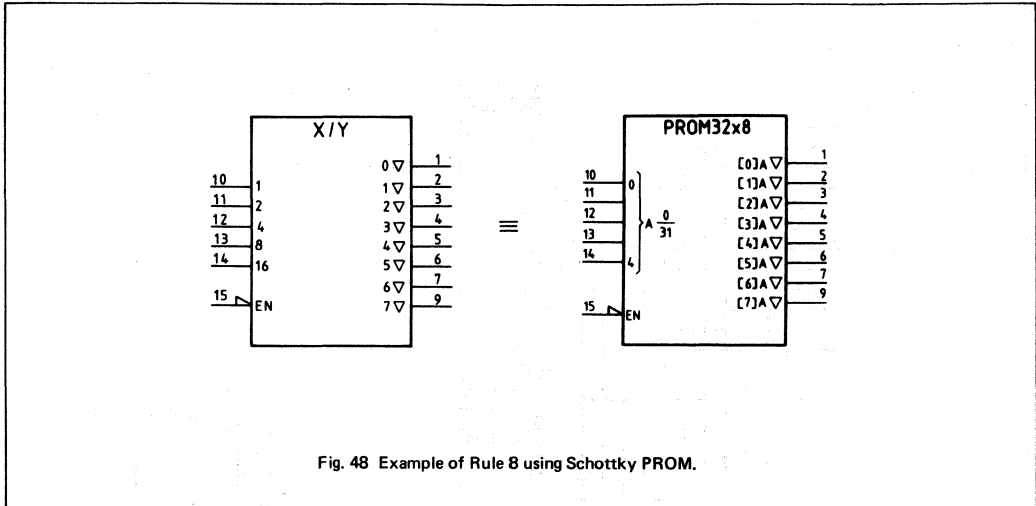 X/Y
10 1
11 2
12 4
13 8
14 16
15 EN
0 ▽ 1
1 ▽ 2
2 ▽ 3
3 ▽ 4
4 ▽ 5
5 ▽ 6
6 ▽ 7
7 ▽ 9
≡
PROM32x8
10 0
11
12
13
14 4
A 0/31
15 EN
[0]A ▽ 1
[1]A ▽ 2
[2]A ▽ 3
[3]A ▽ 4
[4]A ▽ 5
[5]A ▽ 6
[6]A ▽ 7
[7]A ▽ 9
Fig. 48 Example of Rule 8 using Schottky PROM.